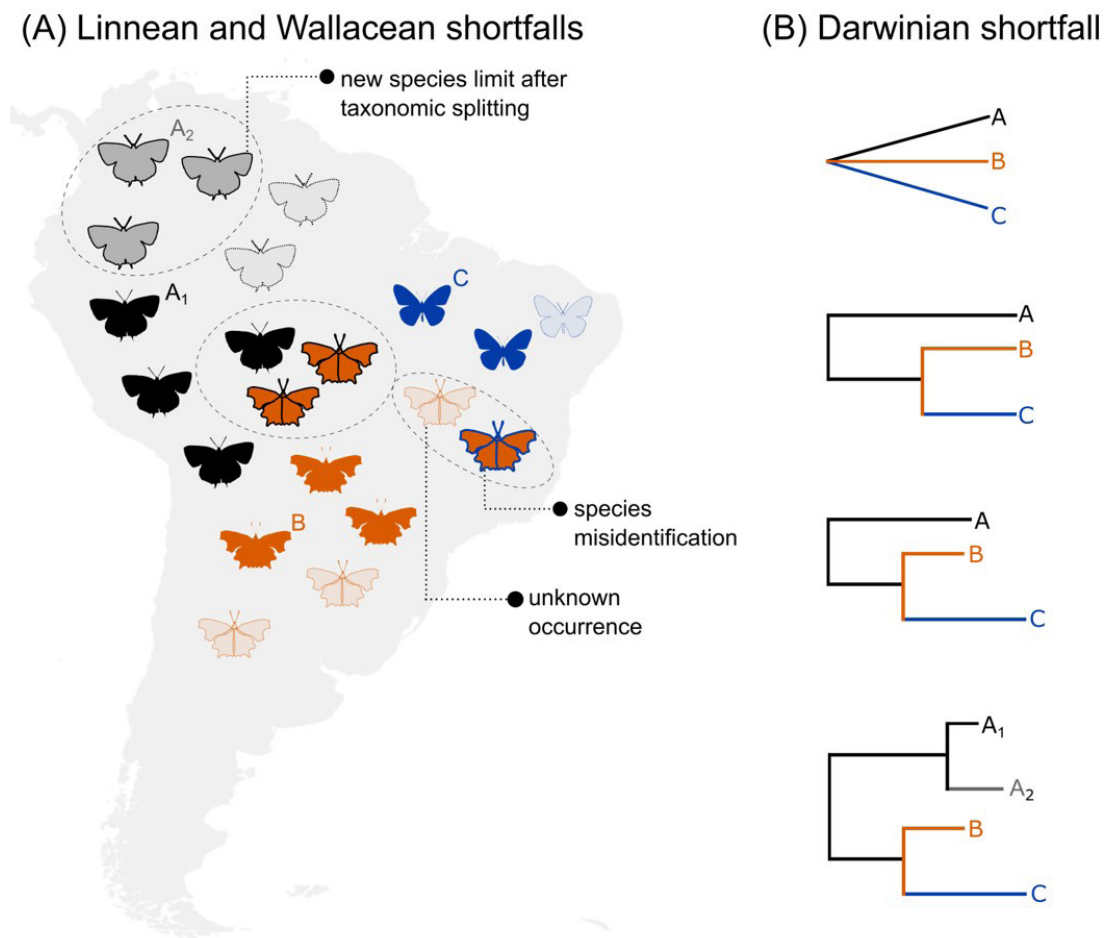 (A) Linnean and Wallacean shortfalls
new species limit after
taxonomic splitting
A₂
A₁
C
B
species
misidentification
unknown
occurrence
(B) Darwinian shortfall
A
B
C
A
B
C
A
B
C
A₁
A₂
B
C